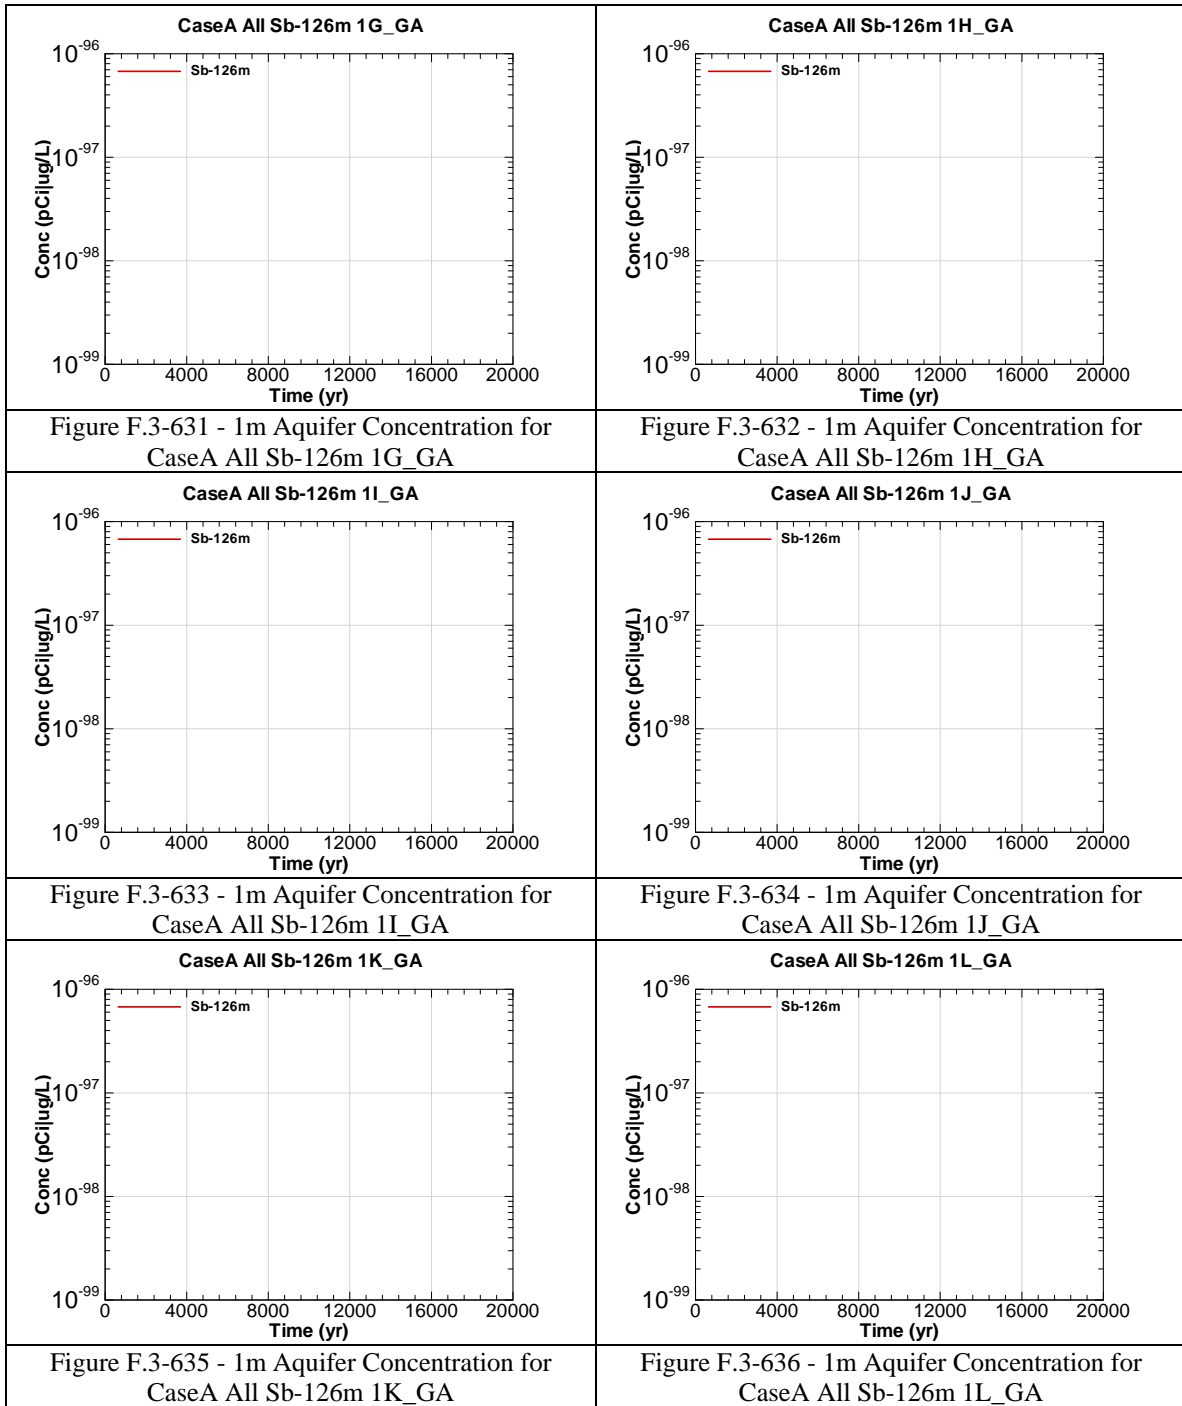 CaseA All Sb-126m 1G_GA
10-96
Sb-126m
10-97
Conc (pCi|ug/L)
10-98
10-99
0 4000 8000 12000 16000 20000
Time (yr)
Figure F.3-631 - 1m Aquifer Concentration for
CaseA All Sb-126m 1G_GA
CaseA All Sb-126m 1H_GA
10-96
Sb-126m
10-97
Conc (pCi|ug/L)
10-98
10-99
0 4000 8000 12000 16000 20000
Time (yr)
Figure F.3-632 - 1m Aquifer Concentration for
CaseA All Sb-126m 1H_GA
CaseA All Sb-126m 1I_GA
10-96
Sb-126m
10-97
Conc (pCi|ug/L)
10-98
10-99
0 4000 8000 12000 16000 20000
Time (yr)
Figure F.3-633 - 1m Aquifer Concentration for
CaseA All Sb-126m 1I_GA
CaseA All Sb-126m 1J_GA
10-96
Sb-126m
10-97
Conc (pCi|ug/L)
10-98
10-99
0 4000 8000 12000 16000 20000
Time (yr)
Figure F.3-634 - 1m Aquifer Concentration for
CaseA All Sb-126m 1J_GA
CaseA All Sb-126m 1K_GA
10-96
Sb-126m
10-97
Conc (pCi|ug/L)
10-98
10-99
0 4000 8000 12000 16000 20000
Time (yr)
Figure F.3-635 - 1m Aquifer Concentration for
CaseA All Sb-126m 1K_GA
CaseA All Sb-126m 1L_GA
10-96
Sb-126m
10-97
Conc (pCi|ug/L)
10-98
10-99
0 4000 8000 12000 16000 20000
Time (yr)
Figure F.3-636 - 1m Aquifer Concentration for
CaseA All Sb-126m 1L_GA